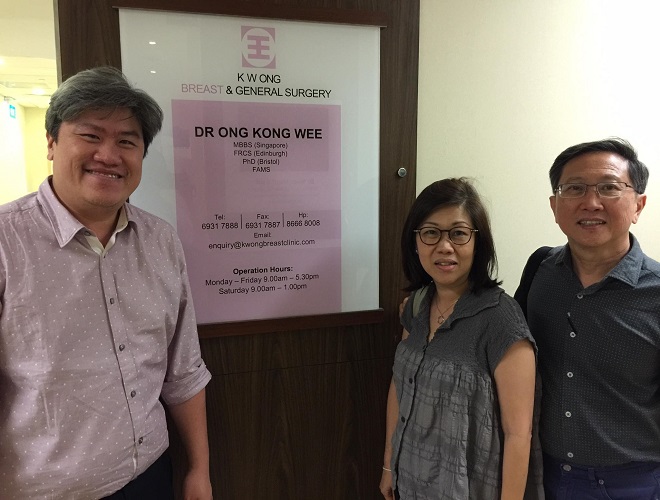 K W ONG
BREAST & GENERAL SURGERY
DR ONG KONG WEE
MBBS (Singapore)
FRCS (Edinburgh)
PhD (Bristol)
FAMS
Tel: Fax: Hp:
6931 7888 6931 7867 8666 8008
Email:
enquiry@kwongbreastclinic.com
Operation Hours:
Monday – Friday 9.00am – 5.30pm
Saturday 9.00am – 1.00pm